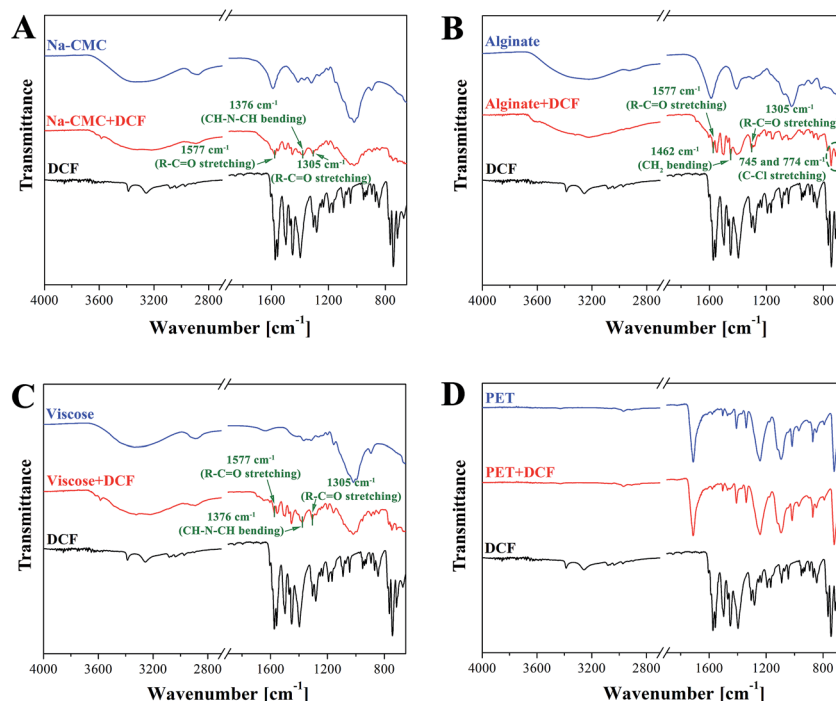 A
Na-CMC
1376 cm⁻¹
(CH-N-CH bending)
Na-CMC+DCF
1577 cm⁻¹
(R-C=O stretching)
1305 cm⁻¹
(R-C=O stretching)
DCF
Transmittance
4000 3600 3200 2800 1600 1200 800
Wavenumber [cm⁻¹]
B
Alginate
1577 cm⁻¹
(R-C=O stretching)
1305 cm⁻¹
(R-C=O stretching)
Alginate+DCF
1462 cm⁻¹
(CH₂ bending)
745 and 774 cm⁻¹
(C-Cl stretching)
DCF
Transmittance
4000 3600 3200 2800 1600 1200 800
Wavenumber [cm⁻¹]
C
Viscose
1577 cm⁻¹
(R-C=O stretching)
1305 cm⁻¹
(R-C=O stretching)
Viscose+DCF
1376 cm⁻¹
(CH-N-CH bending)
DCF
Transmittance
4000 3600 3200 2800 1600 1200 800
Wavenumber [cm⁻¹]
D
PET
PET+DCF
DCF
Transmittance
4000 3600 3200 2800 1600 1200 800
Wavenumber [cm⁻¹]